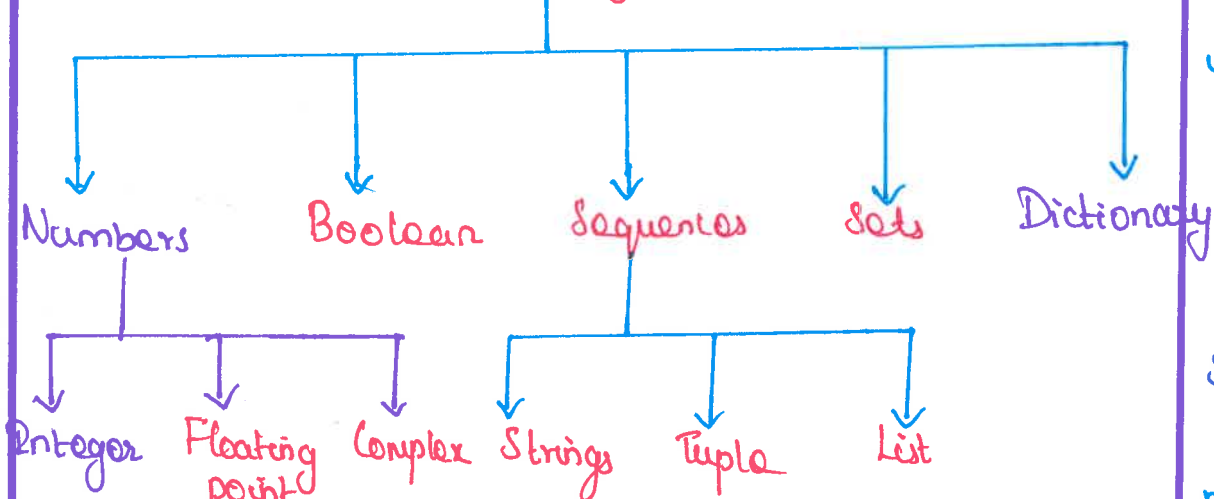 Numbers Boolean Sequences Sets Dictionary
Integer Floating Complex Strings Tuple List
point